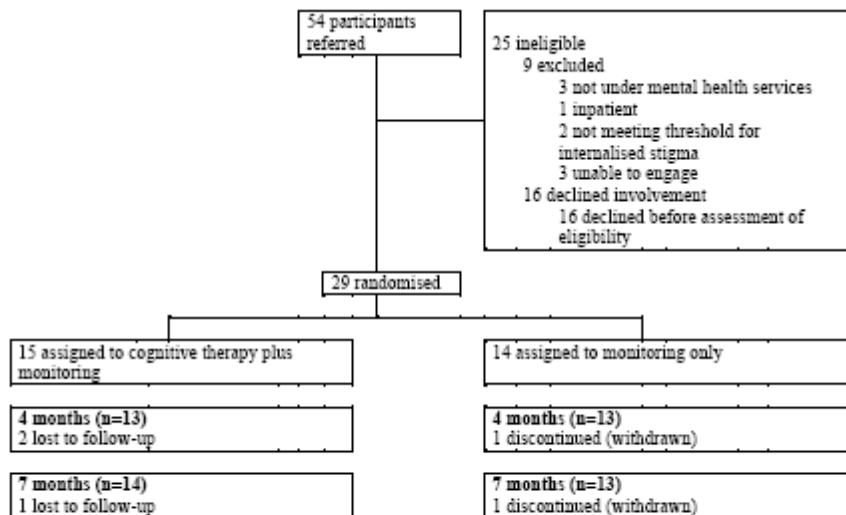 54 participants
referred
25 ineligible
9 excluded
3 not under mental health services
1 inpatient
2 not meeting threshold for
internalised stigma
3 unable to engage
16 declined involvement
16 declined before assessment of
eligibility
29 randomised
15 assigned to cognitive therapy plus
monitoring
14 assigned to monitoring only
4 months (n=13)
2 lost to follow-up
4 months (n=13)
1 discontinued (withdrawn)
7 months (n=14)
1 lost to follow-up
7 months (n=13)
1 discontinued (withdrawn)